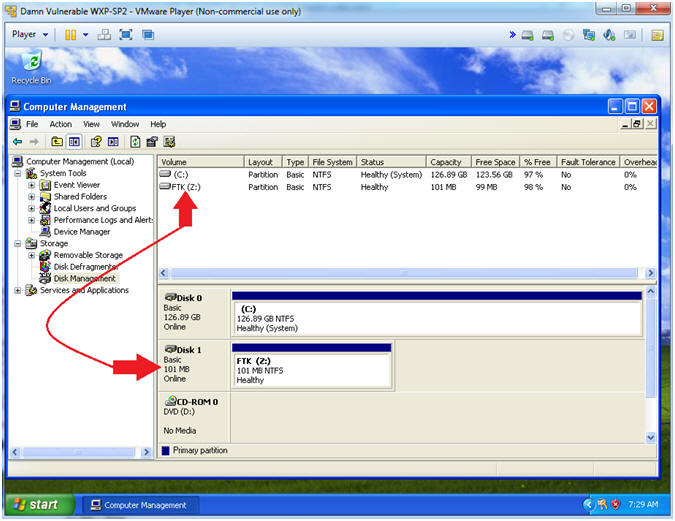 Damn Vulnerable WXP-SP2 - VMware Player (Non-commercial use only)
Player
Recycle Bin
Computer Management
File Action View Window Help
Computer Management (Local)
System Tools
Event Viewer
Shared Folders
Local Users and Groups
Performance Logs and Alerts
Device Manager
Storage
Removable Storage
Disk Defragmenter
Disk Management
Services and Applications
Volume Layout Type File System Status Capacity Free Space % Free Fault Tolerance Overhead
(C:) Partition Basic NTFS Healthy (System) 126.89 GB 123.56 GB 97 % No 0%
FTK (Z:) Partition Basic NTFS Healthy 101 MB 99 MB 98 % No 0%
Disk 0
Basic
126.89 GB
Online
(C:)
126.89 GB NTFS
Healthy (System)
Disk 1
Basic
101 MB
Online
FTK (Z:)
101 MB NTFS
Healthy
CD-ROM 0
DVD (D:)
No Media
Primary partition
start
Computer Management
7:29 AM